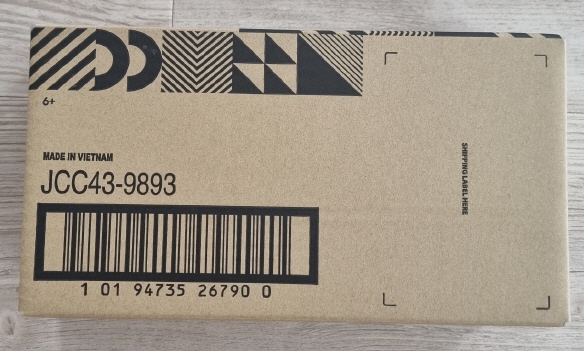 6+
MADE IN VIETNAM
JCC43-9893
1 01 94735 26790 0
SHIPPING LABEL HERE